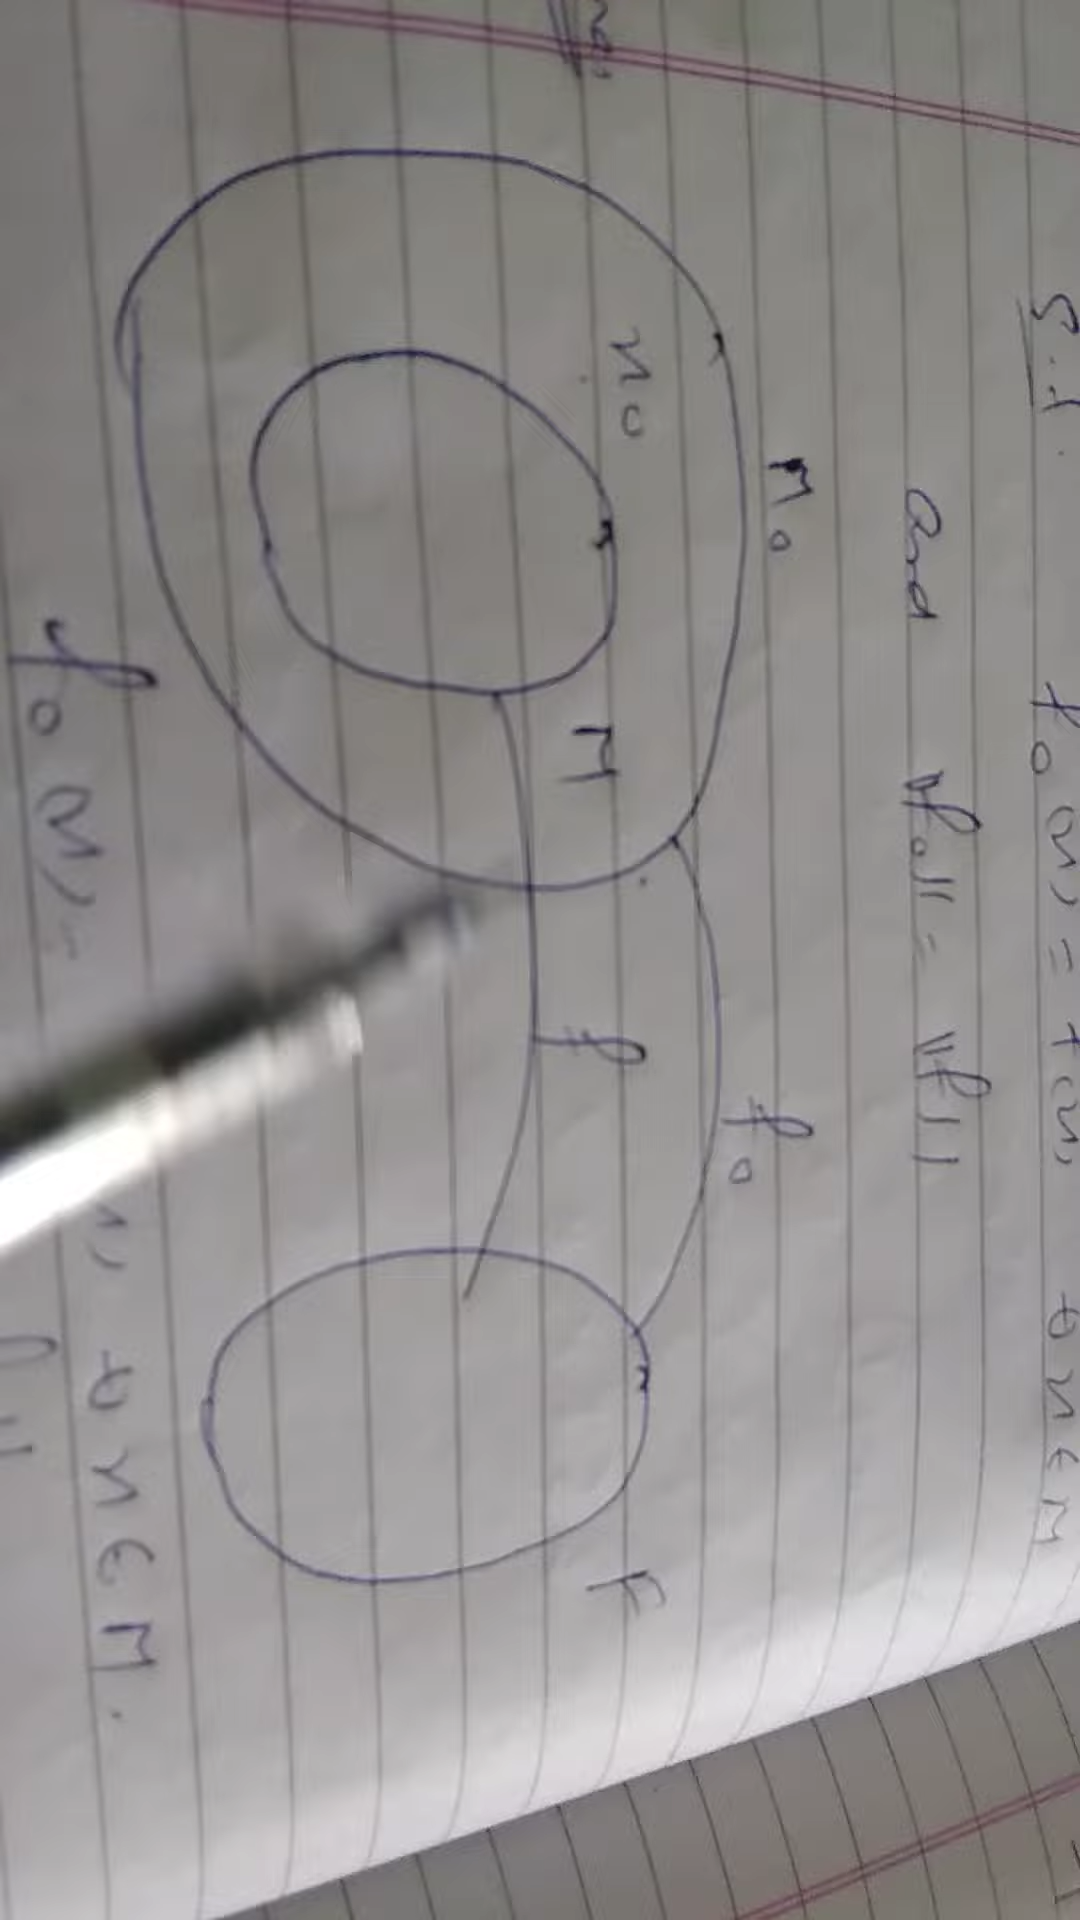 s.t. f₀(x) = f(x) ∀ x ∈ M
and ||f₀|| = ||f||
M₀
x₀
M
f₀
f
F
f₀(x) = ∀ x ∈ M.